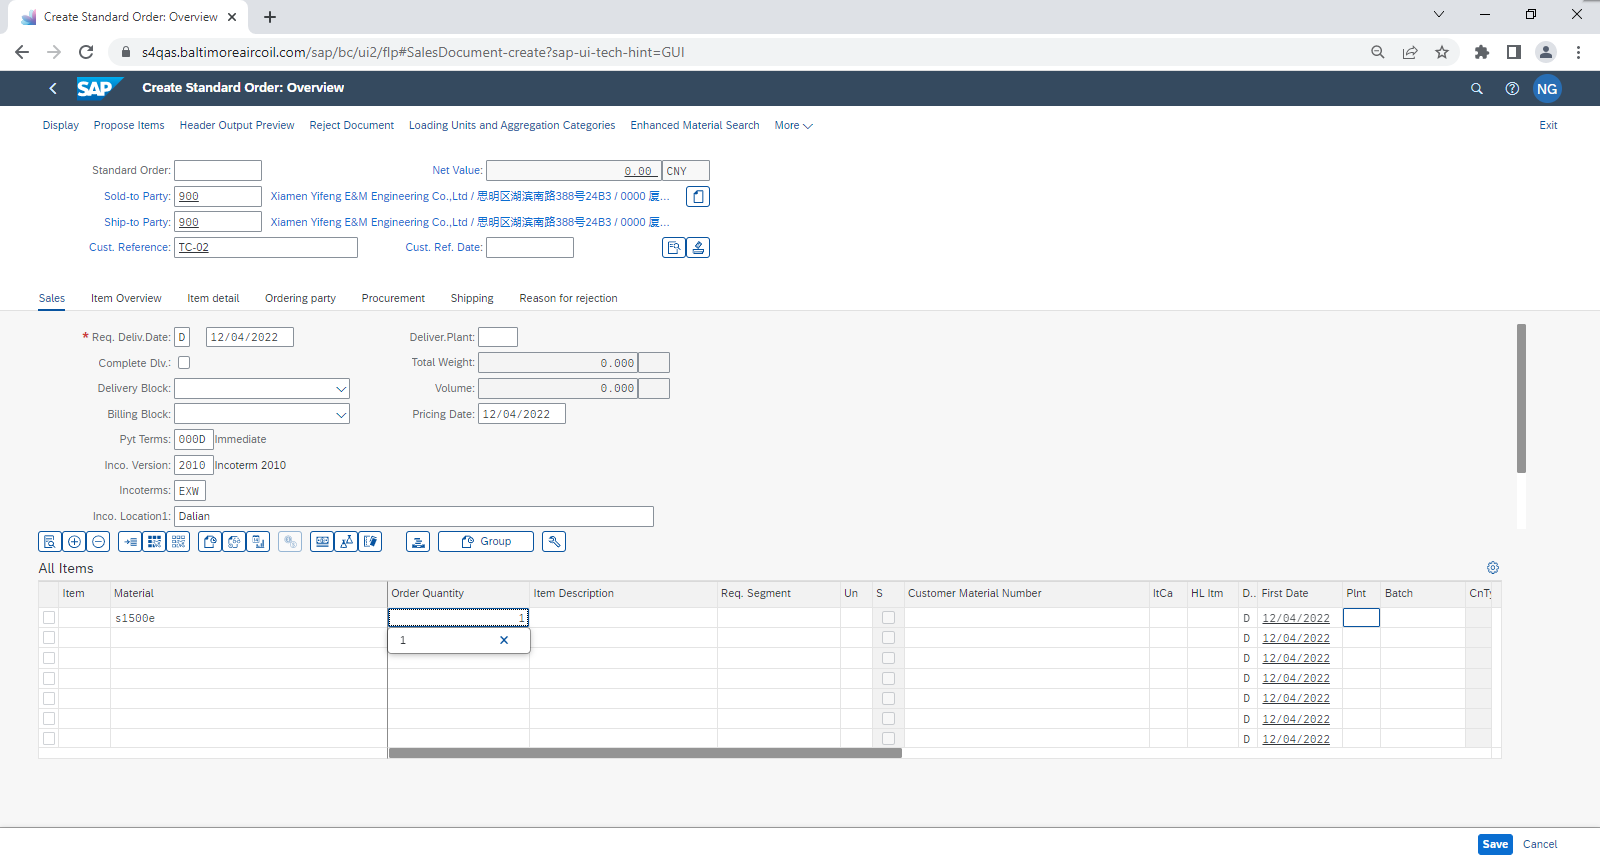 Create Standard Order: Overview
s4qas.baltimoreaircoil.com/sap/bc/ui2/flp#SalesDocument-create?sap-ui-tech-hint=GUI
SAP Create Standard Order: Overview NG
Display Propose Items Header Output Preview Reject Document Loading Units and Aggregation Categories Enhanced Material Search More Exit
Standard Order: Net Value: 0.00 CNY
Sold-to Party: 900 Xiamen Yifeng E&M Engineering Co.,Ltd / 思明区湖滨南路388号24B3 / 0000 厦...
Ship-to Party: 900 Xiamen Yifeng E&M Engineering Co.,Ltd / 思明区湖滨南路388号24B3 / 0000 厦...
Cust. Reference: TC-02 Cust. Ref. Date:
Sales Item Overview Item detail Ordering party Procurement Shipping Reason for rejection
* Req. Deliv.Date: D 12/04/2022 Deliver.Plant:
Complete Dlv.: Total Weight: 0.000
Delivery Block: Volume: 0.000
Billing Block: Pricing Date: 12/04/2022
Pyt Terms: 000D Immediate
Inco. Version: 2010 Incoterm 2010
Incoterms: EXW
Inco. Location1: Dalian
Group
All Items
Item Material Order Quantity Item Description Req. Segment Un S Customer Material Number ItCa HL Itm D.. First Date Plnt Batch CnTy
s1500e 1 D 12/04/2022
1 D 12/04/2022
D 12/04/2022
D 12/04/2022
D 12/04/2022
D 12/04/2022
D 12/04/2022
Save Cancel